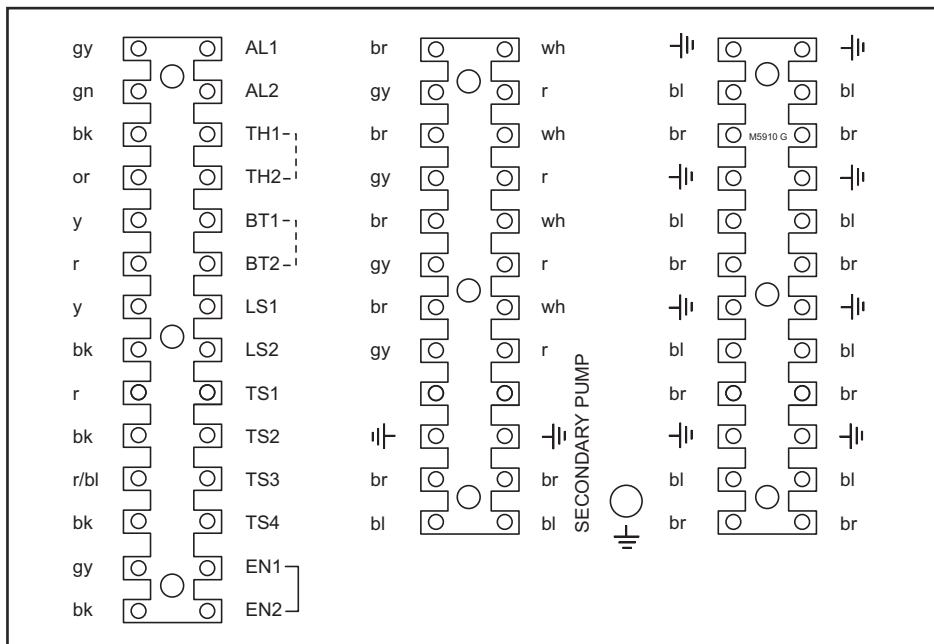 gy AL1 br wh
gn AL2 gy r bl bl
bk TH1 br wh br M5910 G br
or TH2 gy r
y BT1 br wh bl bl
r BT2 gy r br br
y LS1 br wh
bk LS2 gy r bl bl
r TS1 br br
bk TS2
r/bl TS3 br br bl bl
bk TS4 bl bl br br
gy EN1
bk EN2
SECONDARY PUMP